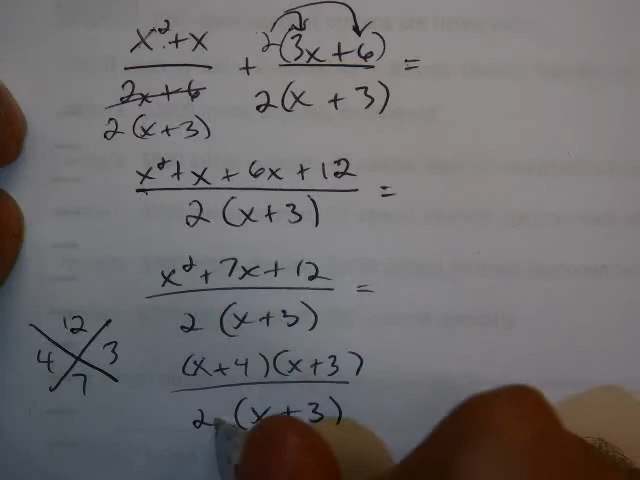 x²+x / 2x+6 2(x+3) + 2(3x+6) / 2(x+3) =
x²+x+6x+12 / 2(x+3) =
x²+7x+12 / 2(x+3) =
12 4 3 7
(x+4)(x+3) / 2(x+3)